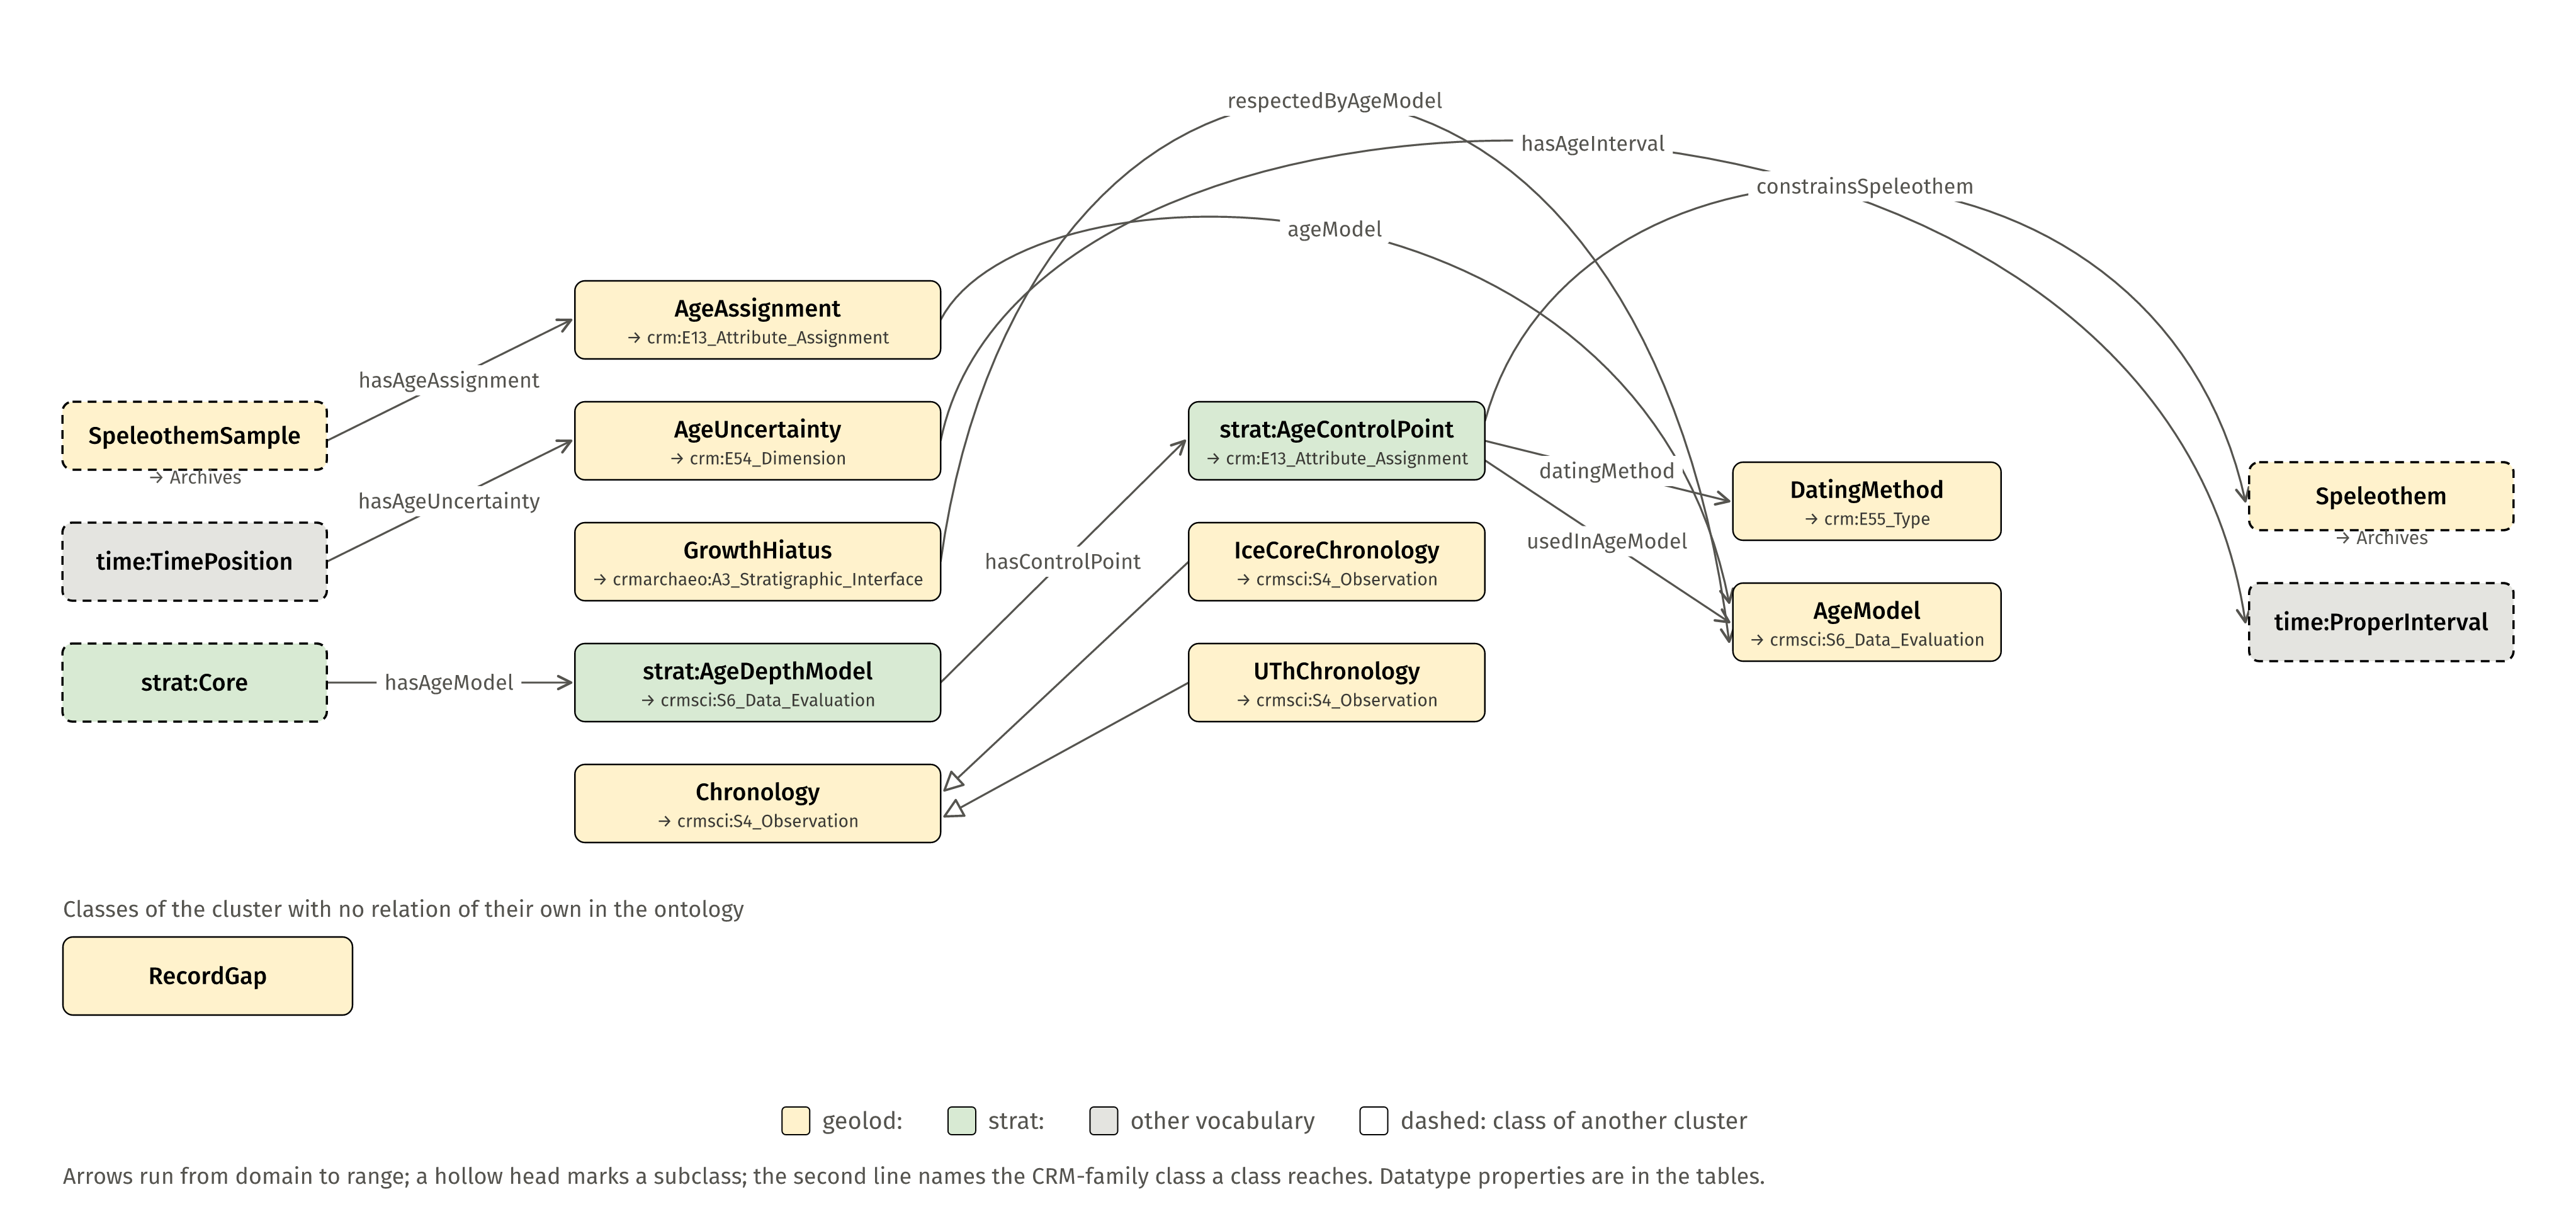 respectedByAgeModel
hasAgeInterval
constrainsSpeleothem
ageModel
AgeAssignment
→ crm:E13_Attribute_Assignment
hasAgeAssignment
SpeleothemSample
→ Archives
AgeUncertainty
→ crm:E54_Dimension
hasAgeUncertainty
time:TimePosition
GrowthHiatus
→ crmarchaeo:A3_Stratigraphic_Interface
strat:Core
hasAgeModel
strat:AgeDepthModel
→ crmsci:S6_Data_Evaluation
Chronology
→ crmsci:S4_Observation
hasControlPoint
strat:AgeControlPoint
→ crm:E13_Attribute_Assignment
IceCoreChronology
→ crmsci:S4_Observation
UThChronology
→ crmsci:S4_Observation
datingMethod
usedInAgeModel
DatingMethod
→ crm:E55_Type
AgeModel
→ crmsci:S6_Data_Evaluation
Speleothem
→ Archives
time:ProperInterval
Classes of the cluster with no relation of their own in the ontology
RecordGap
geolod:
strat:
other vocabulary
dashed: class of another cluster
Arrows run from domain to range; a hollow head marks a subclass; the second line names the CRM-family class a class reaches. Datatype properties are in the tables.